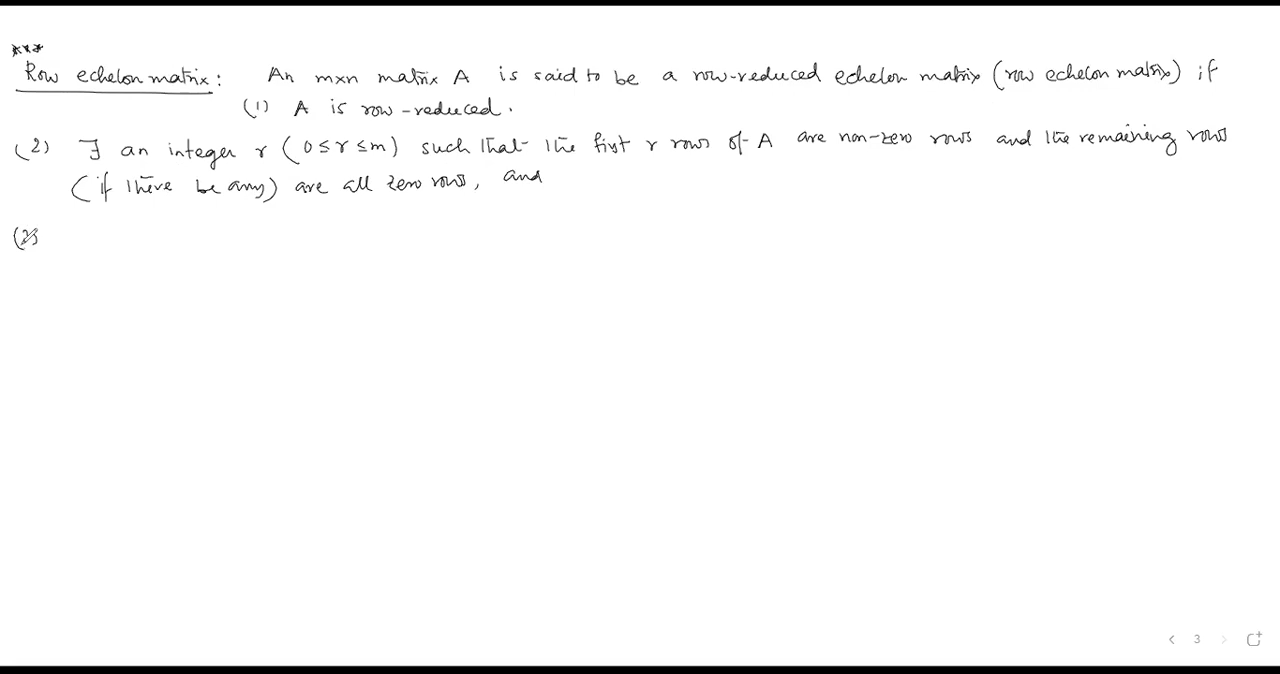 ***
Row echelon matrix: An m×n matrix A is said to be a row-reduced echelon matrix (row echelon matrix) if
(1) A is row-reduced.
(2) ∃ an integer r (0≤r≤m) such that the first r rows of A are non-zero rows and the remaining rows
(if there be any) are all zero rows, and
(
3